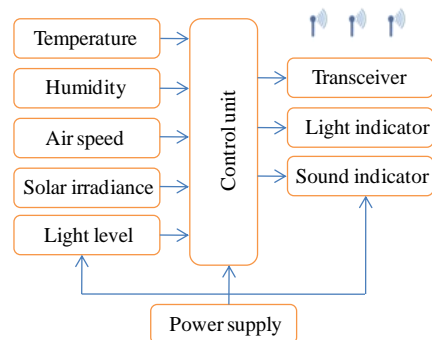 Temperature
Humidity
Air speed
Solar irradiance
Light level
Control unit
Transceiver
Light indicator
Sound indicator
Power supply